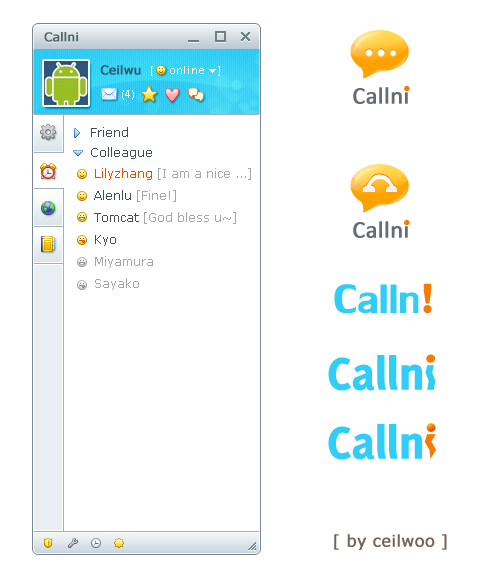 Callni
Ceilwu [ online ]
(4)
Friend
Colleague
Lilyzhang [I am a nice ...]
Alenlu [Fine!]
Tomcat [God bless u~]
Kyo
Miyamura
Sayako
Callni
Callni
Calln!
Callni
Callni
[ by ceilwoo ]